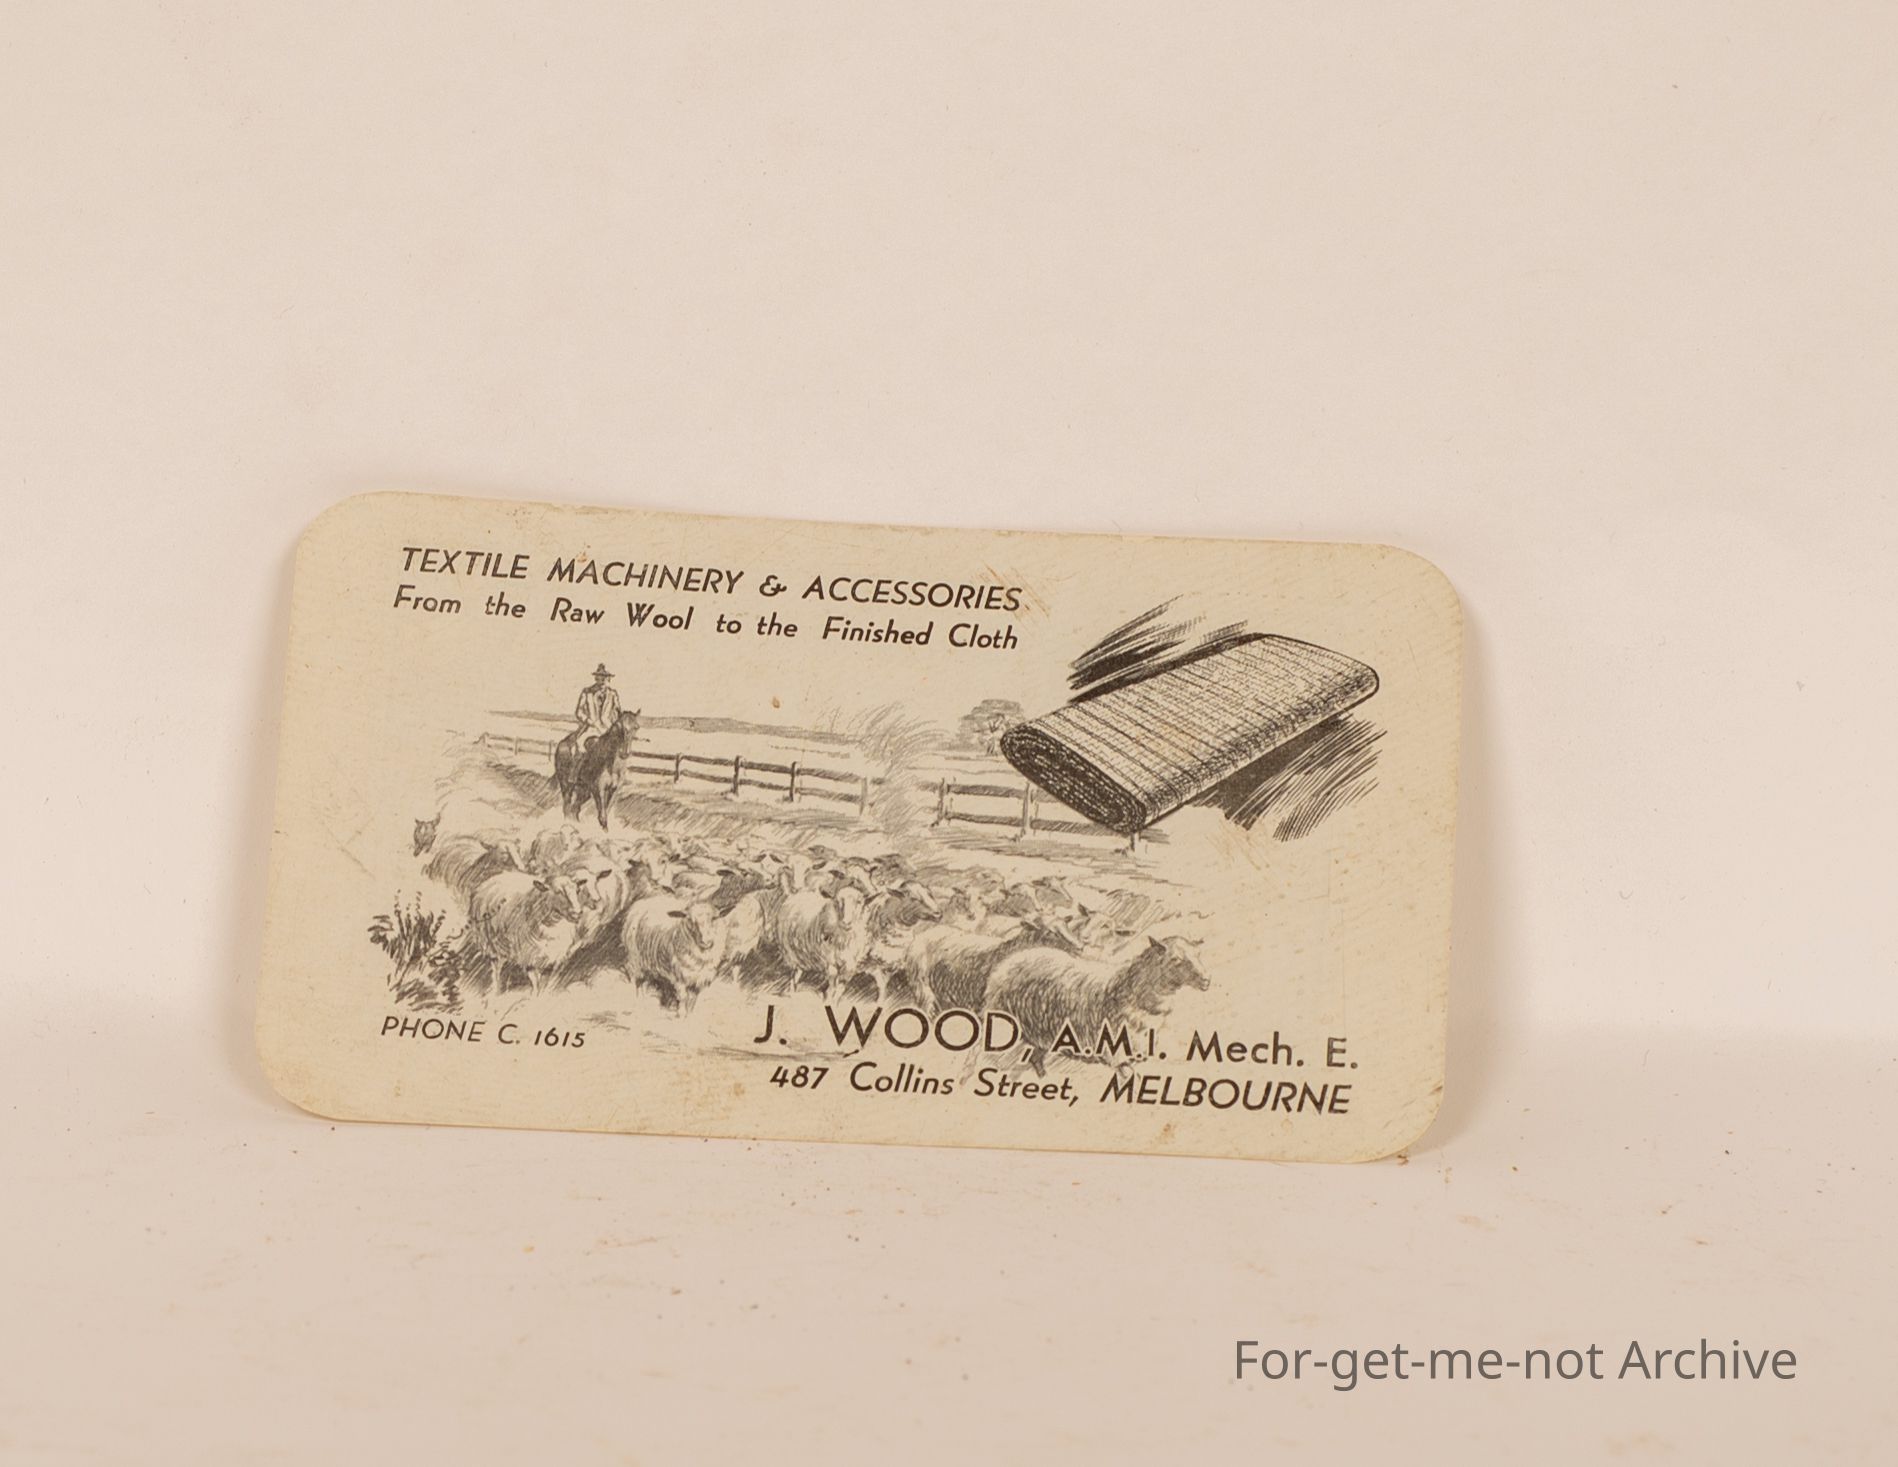 TEXTILE MACHINERY & ACCESSORIES
From the Raw Wool to the Finished Cloth
PHONE C. 1615
J. WOOD, A.M.I. Mech. E.
487 Collins Street, MELBOURNE
For-get-me-not Archive